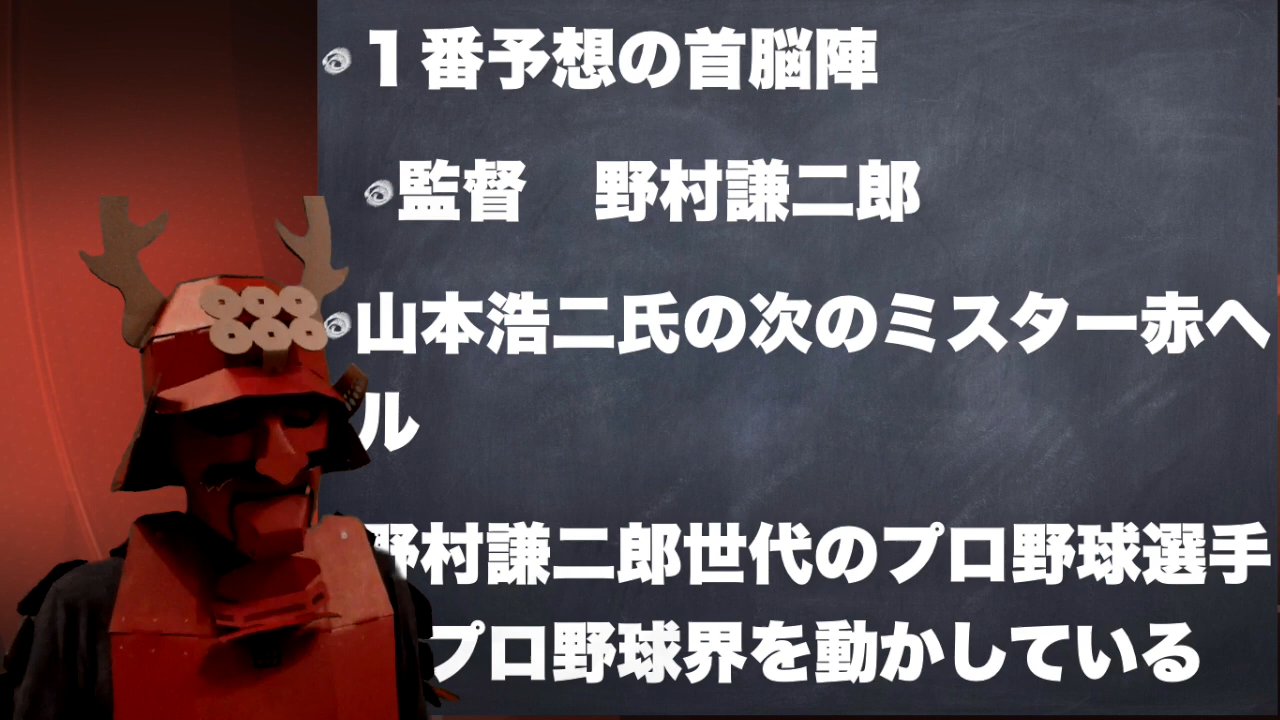 １番予想の首脳陣
監督　野村謙二郎
山本浩二氏の次のミスター赤ヘ
ル
野村謙二郎世代のプロ野球選手
プロ野球界を動かしている